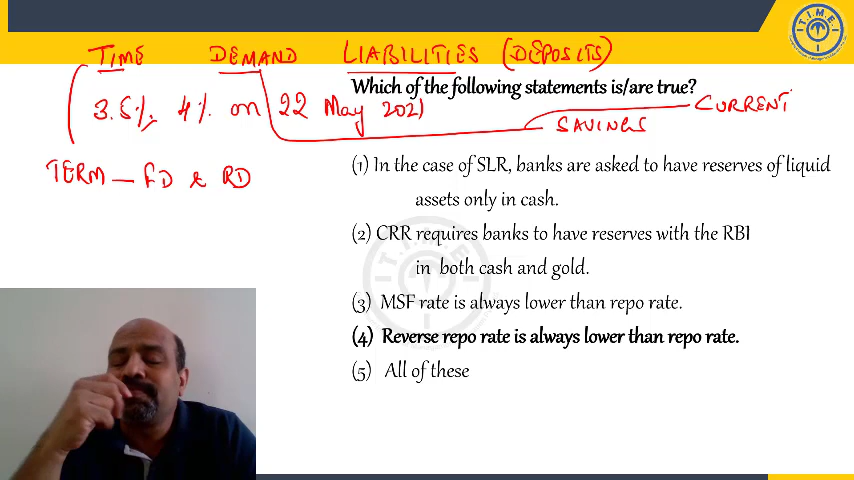 T.I.M.E.
TIME DEMAND LIABILITIES (DEPOSITS)
Which of the following statements is/are true?
3.5% 4% on 22 May 2021
CURRENT
SAVINGS
TERM – FD & RD
(1) In the case of SLR, banks are asked to have reserves of liquid
assets only in cash.
(2) CRR requires banks to have reserves with the RBI
in both cash and gold.
(3) MSF rate is always lower than repo rate.
(4) Reverse repo rate is always lower than repo rate.
(5) All of these